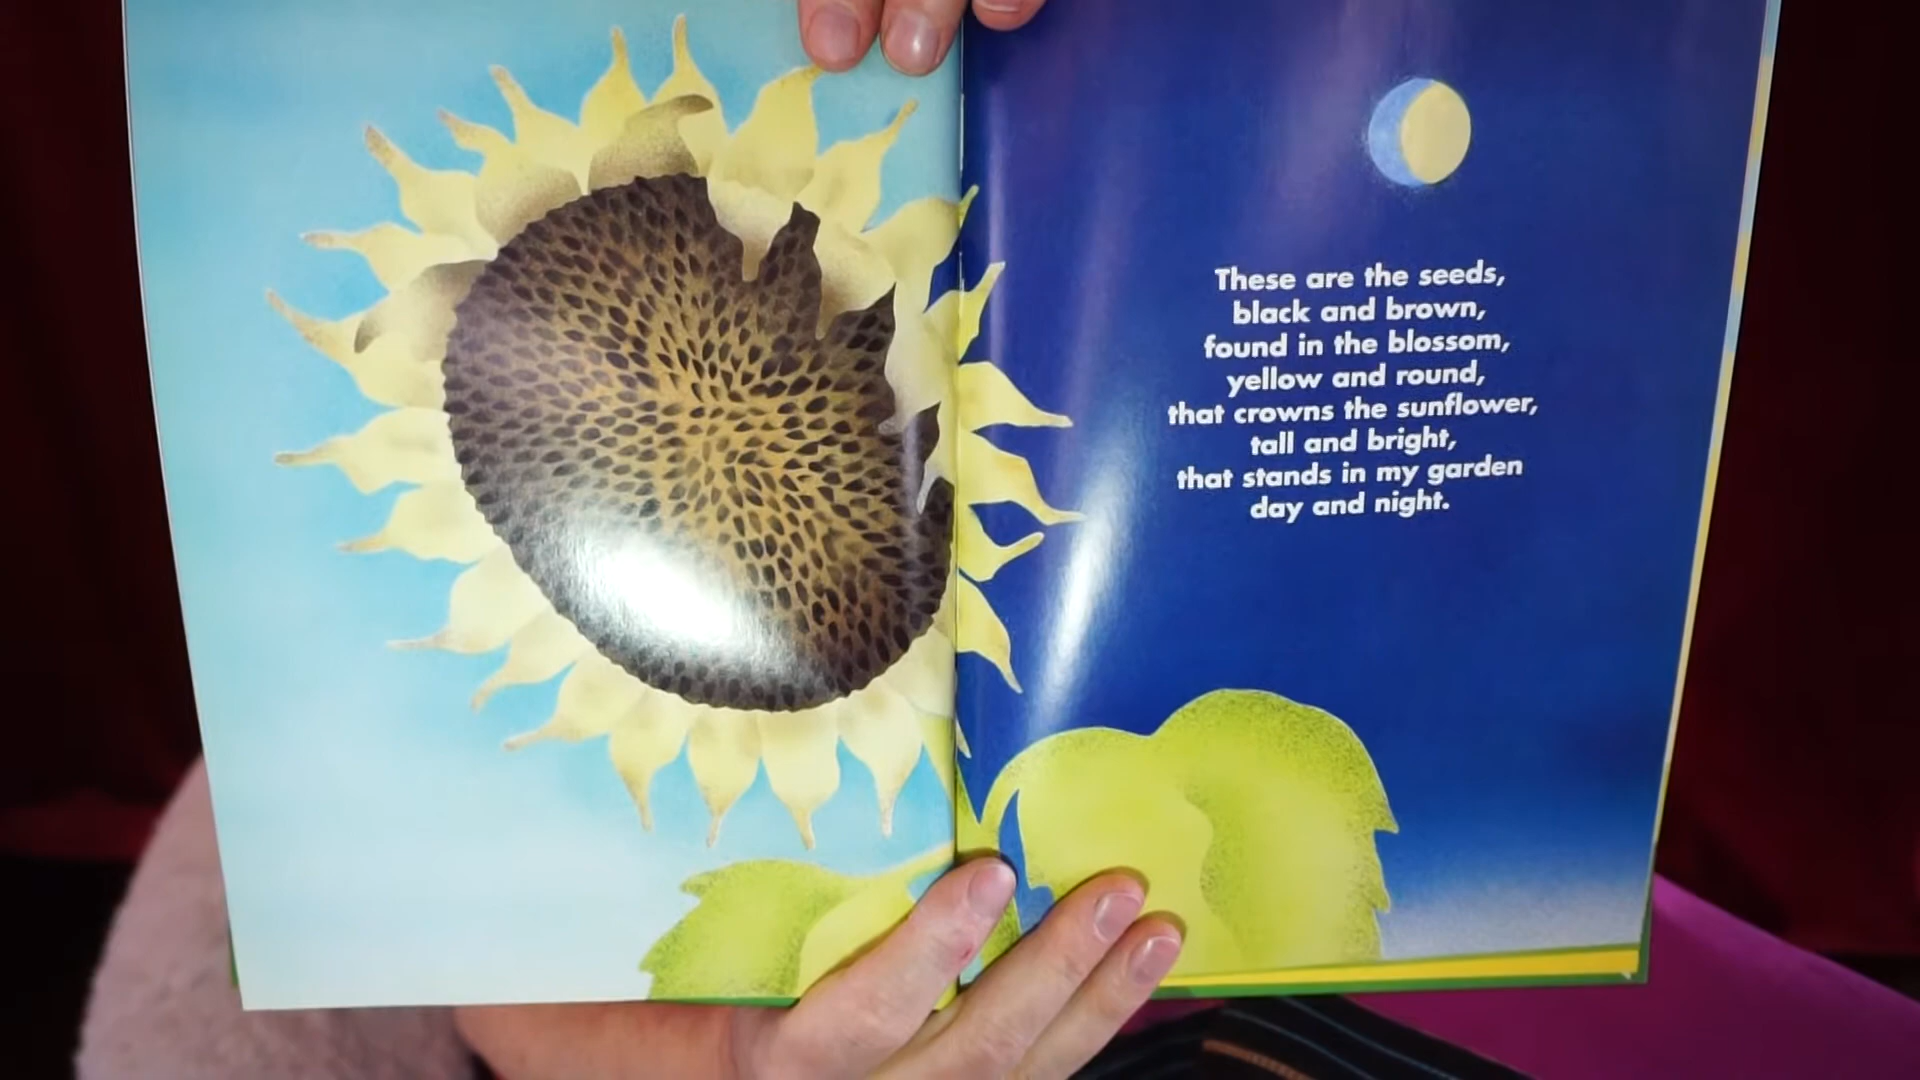 These are the seeds,
black and brown,
found in the blossom,
yellow and round,
that crowns the sunflower,
tall and bright,
that stands in my garden
day and night.